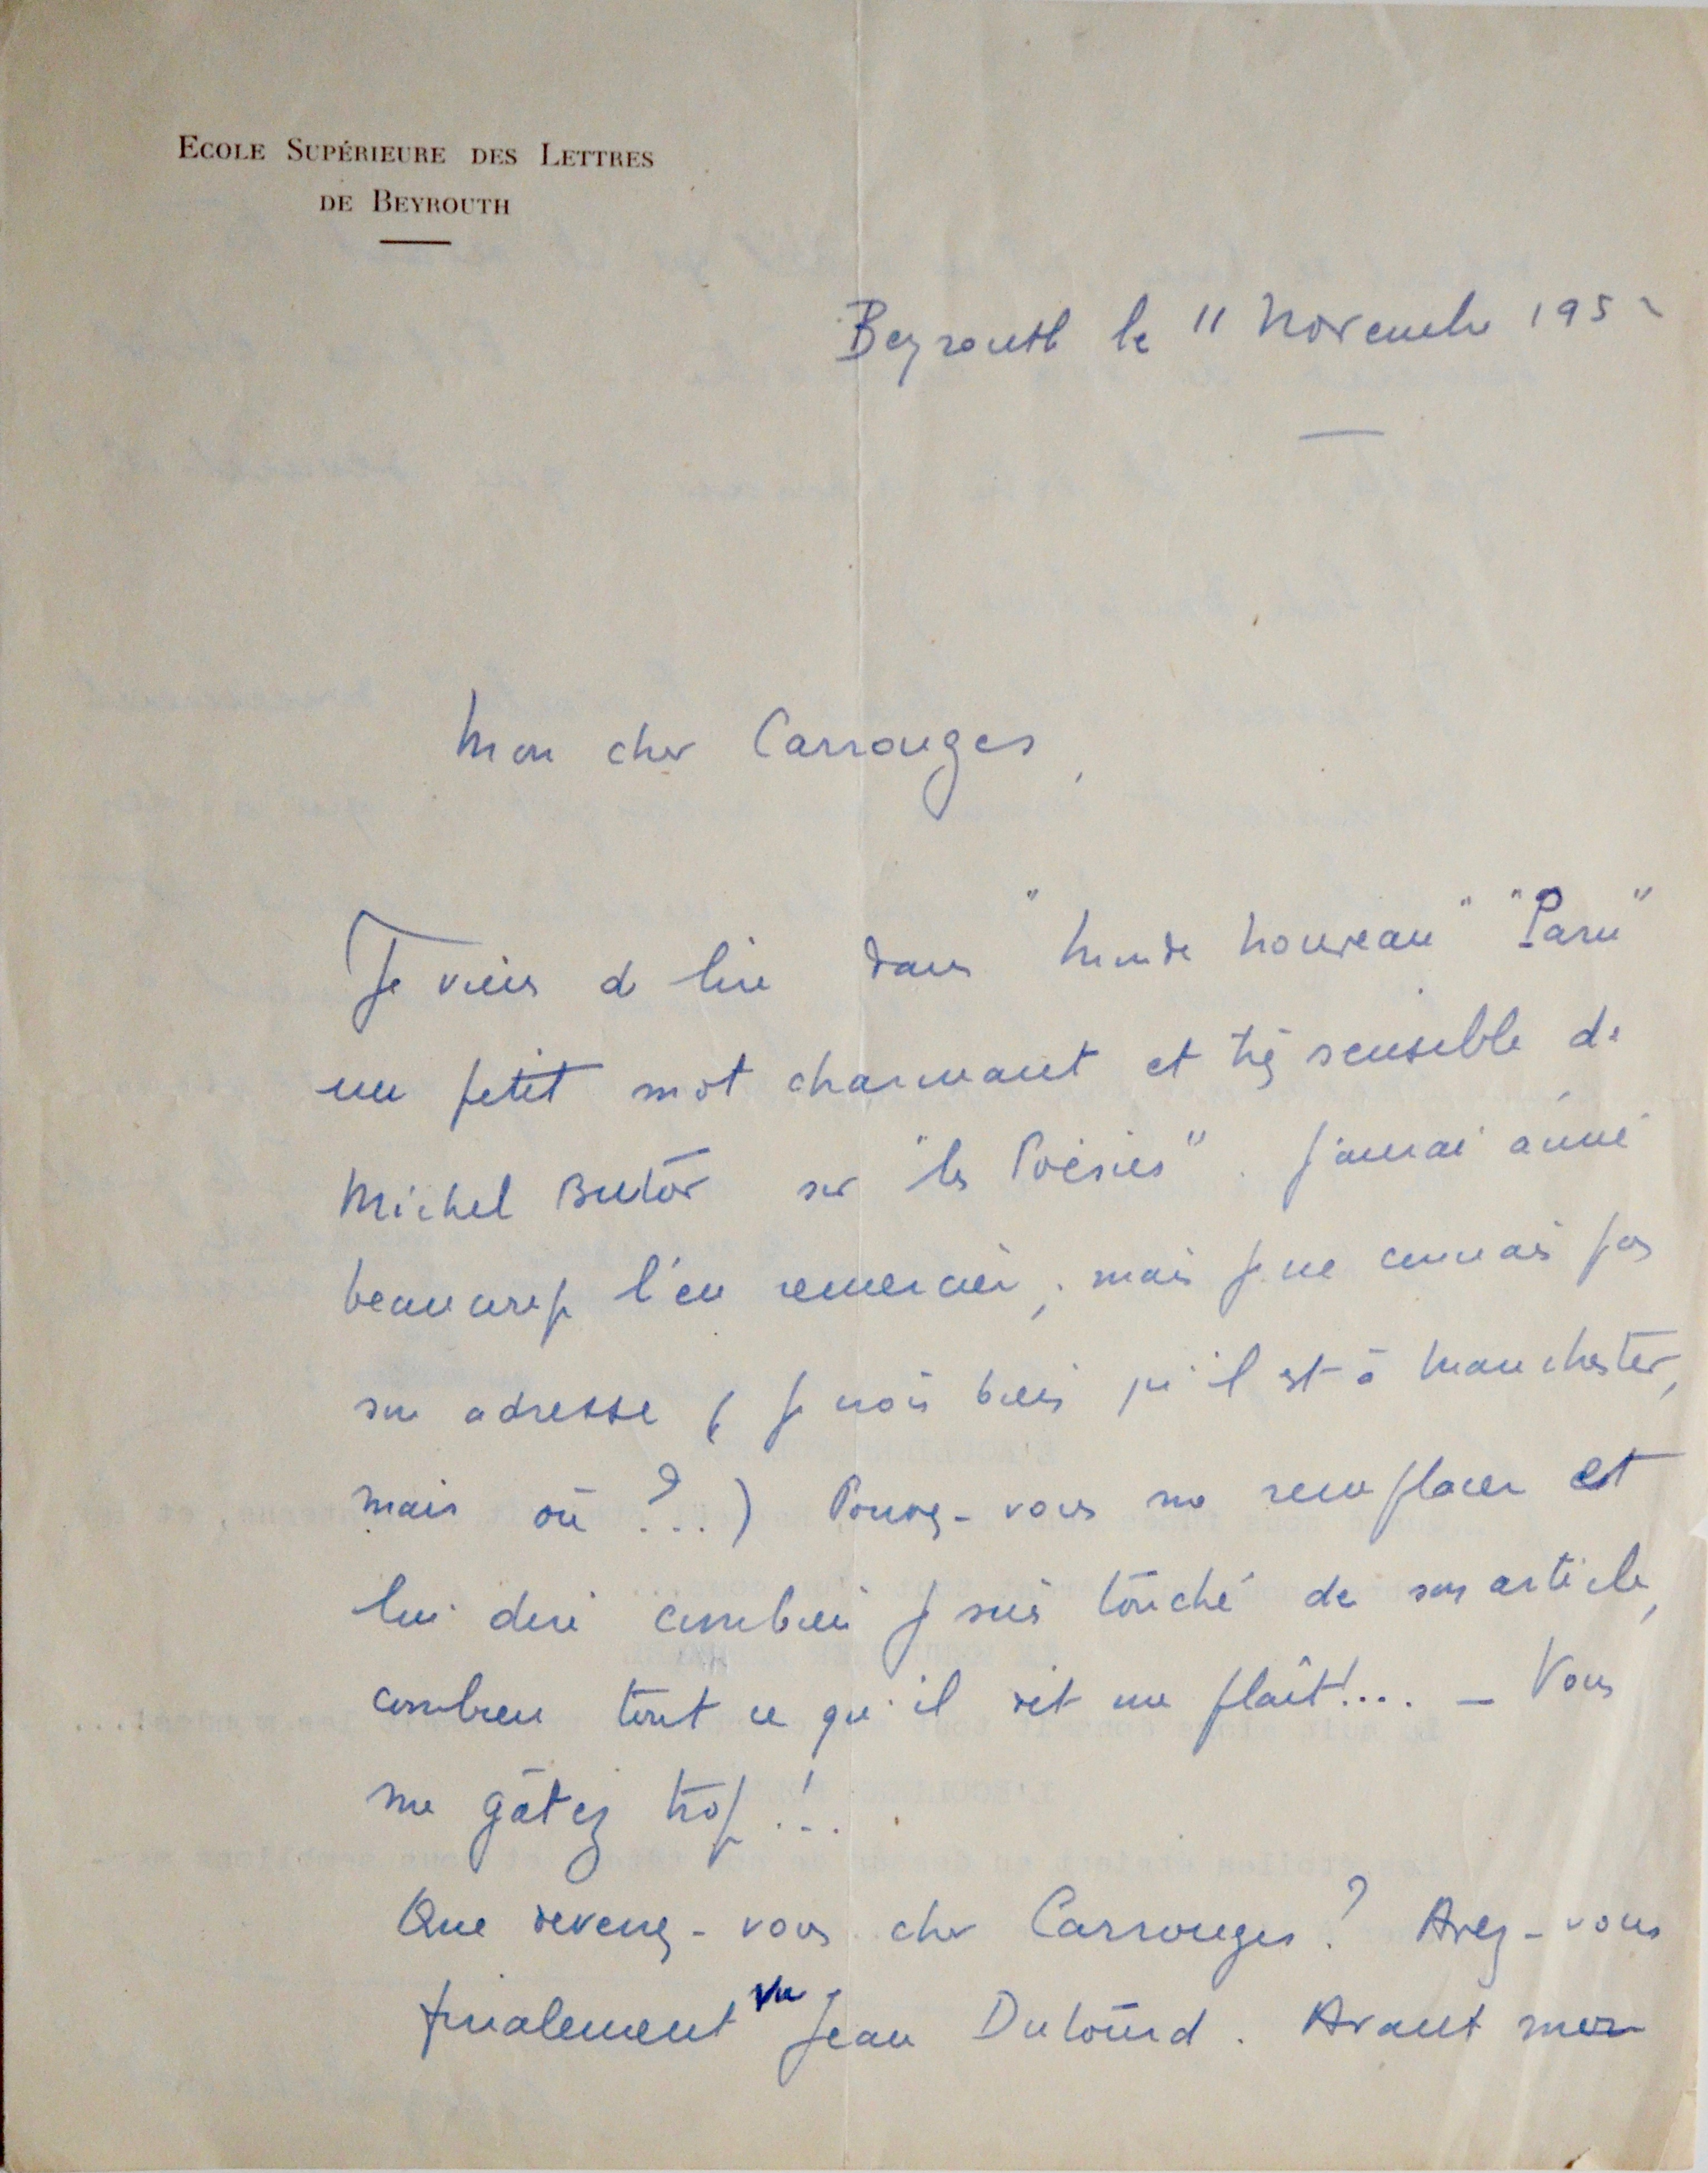 ECOLE SUPÉRIEURE DES LETTRES
DE BEYROUTH
Beyrouth le 11 Novembre 1952
Mon cher Carrouges,
Je viens de lire dans "Monde Nouveau" "Paru"
un petit mot charmant et très sensible de
Michel Butor sur "les Poésies". J'aurai aimé
beaucoup l'en remercier, mais je ne connais pas
son adresse (je crois bien qu'il est à Manchester,
mais où ?..) Pouvez-vous me remplacer et
lui dire combien je suis touché de son article,
combien tout ce qu'il dit me plaît!... – Vous
me gâtez trop!..
Que devenez-vous cher Carrouges? Avez-vous
finalement vu Jean Dutourd. Avant mon